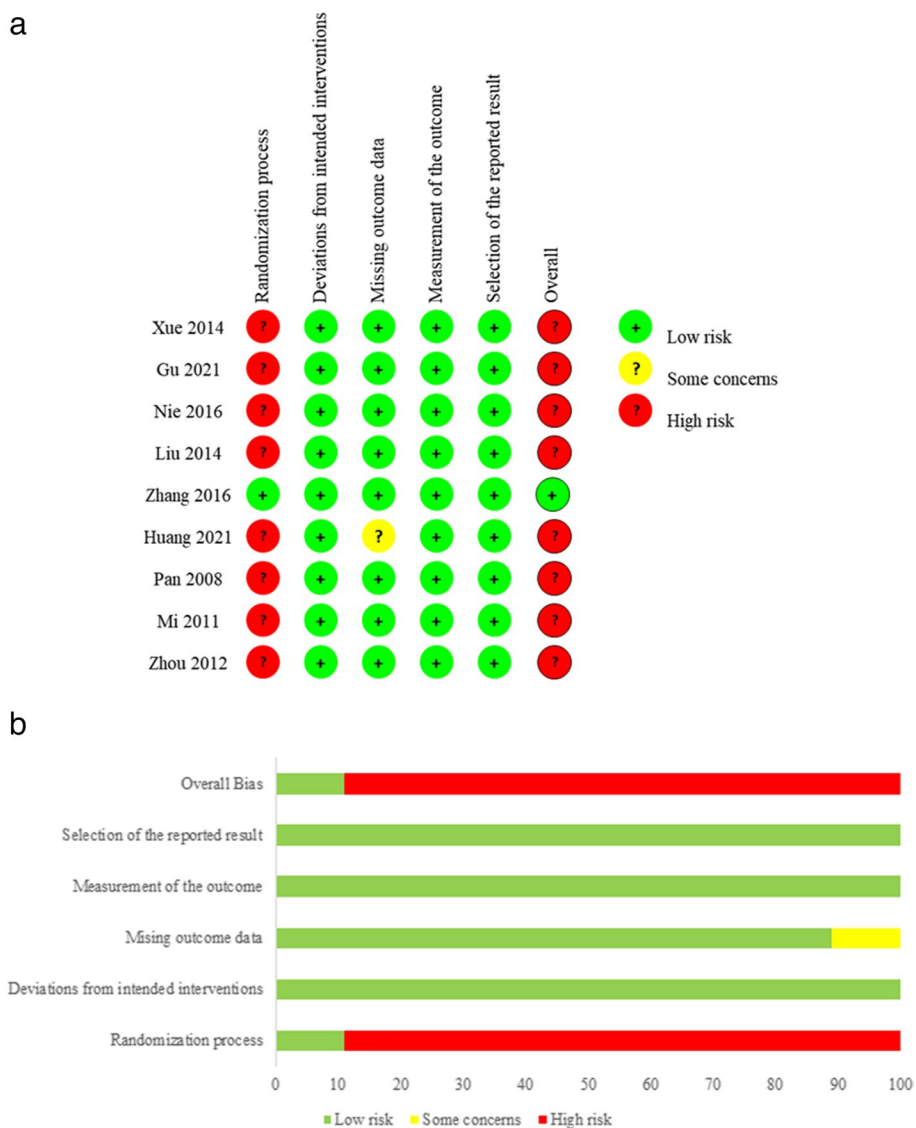 a
Randomization process
Deviations from intended interventions
Missing outcome data
Measurement of the outcome
Selection of the reported result
Overall
Xue 2014 ? + + + + ?
Gu 2021 ? + + + + ?
Nie 2016 ? + + + + ?
Liu 2014 ? + + + + ?
Zhang 2016 + + + + + +
Huang 2021 ? + ? + + ?
Pan 2008 ? + + + + ?
Mi 2011 ? + + + + ?
Zhou 2012 ? + + + + ?
+ Low risk
? Some concerns
? High risk
b
Overall Bias
Selection of the reported result
Measurement of the outcome
Mising outcome data
Deviations from intended interventions
Randomization process
0 10 20 30 40 50 60 70 80 90 100
Low risk Some concerns High risk